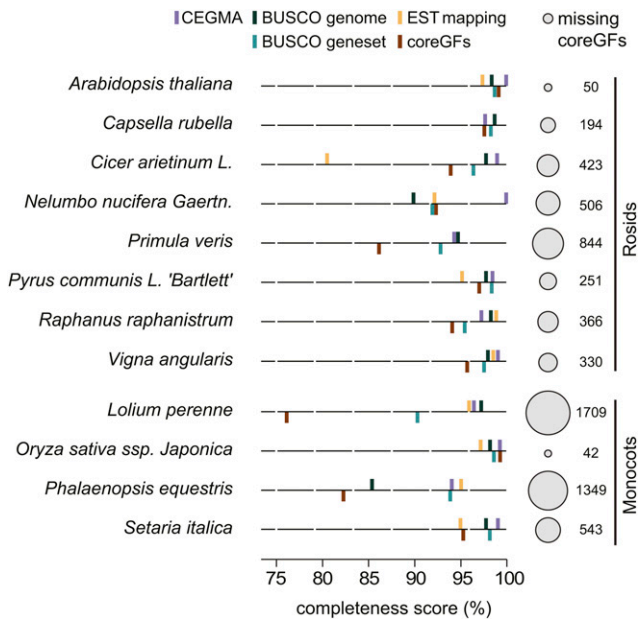 CEGMA BUSCO genome EST mapping missing
BUSCO geneset coreGFs coreGFs
Arabidopsis thaliana 50
Capsella rubella 194
Cicer arietinum L. 423
Nelumbo nucifera Gaertn. 506
Primula veris 844
Pyrus communis L. 'Bartlett' 251
Raphanus raphanistrum 366
Vigna angularis 330
Rosids
Lolium perenne 1709
Oryza sativa ssp. Japonica 42
Phalaenopsis equestris 1349
Setaria italica 543
Monocots
75 80 85 90 95 100
completeness score (%)